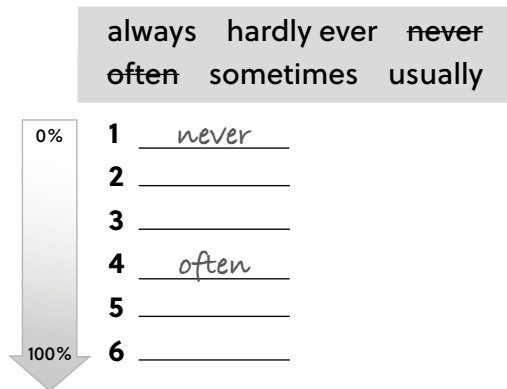 always hardly ever never
often sometimes usually
0% 1 never
2
3
4 often
5
100% 6